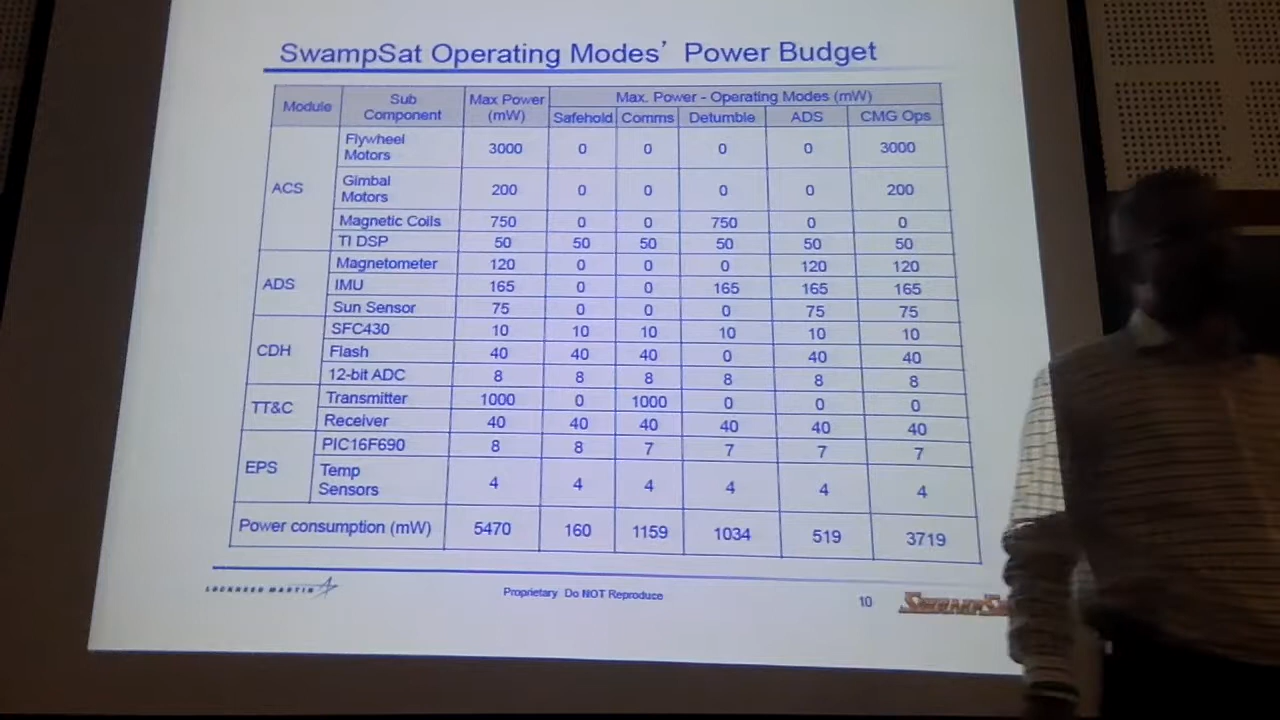 SwampSat Operating Modes' Power Budget
Module Sub Component Max Power (mW) Max. Power - Operating Modes (mW)
Safehold Comms Detumble ADS CMG Ops
ACS Flywheel Motors 3000 0 0 0 0 3000
Gimbal Motors 200 0 0 0 0 200
Magnetic Coils 750 0 0 750 0 0
TI DSP 50 50 50 50 50 50
ADS Magnetometer 120 0 0 0 120 120
IMU 165 0 0 165 165 165
Sun Sensor 75 0 0 0 75 75
CDH SFC430 10 10 10 10 10 10
Flash 40 40 40 0 40 40
12-bit ADC 8 8 8 8 8 8
TT&C Transmitter 1000 0 1000 0 0 0
Receiver 40 40 40 40 40 40
EPS PIC16F690 8 8 7 7 7 7
Temp Sensors 4 4 4 4 4 4
Power consumption (mW) 5470 160 1159 1034 519 3719
LOCKHEED MARTIN Proprietary Do NOT Reproduce 10